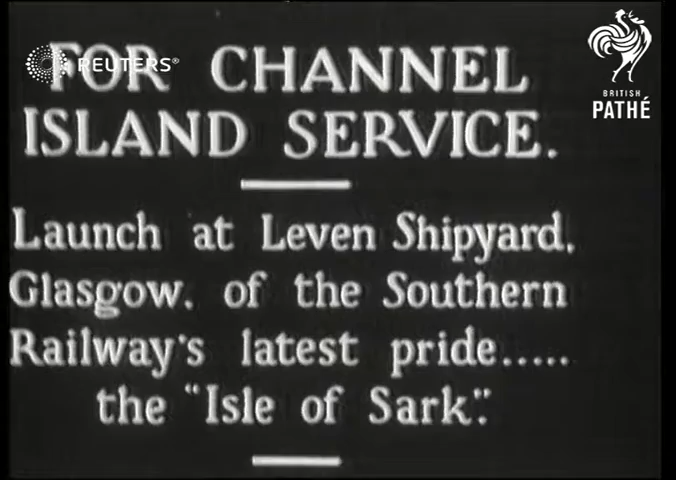 FOR CHANNEL
REUTERS®
BRITISH
PATHÉ
ISLAND SERVICE.
Launch at Leven Shipyard,
Glasgow, of the Southern
Railway's latest pride.....
the "Isle of Sark".